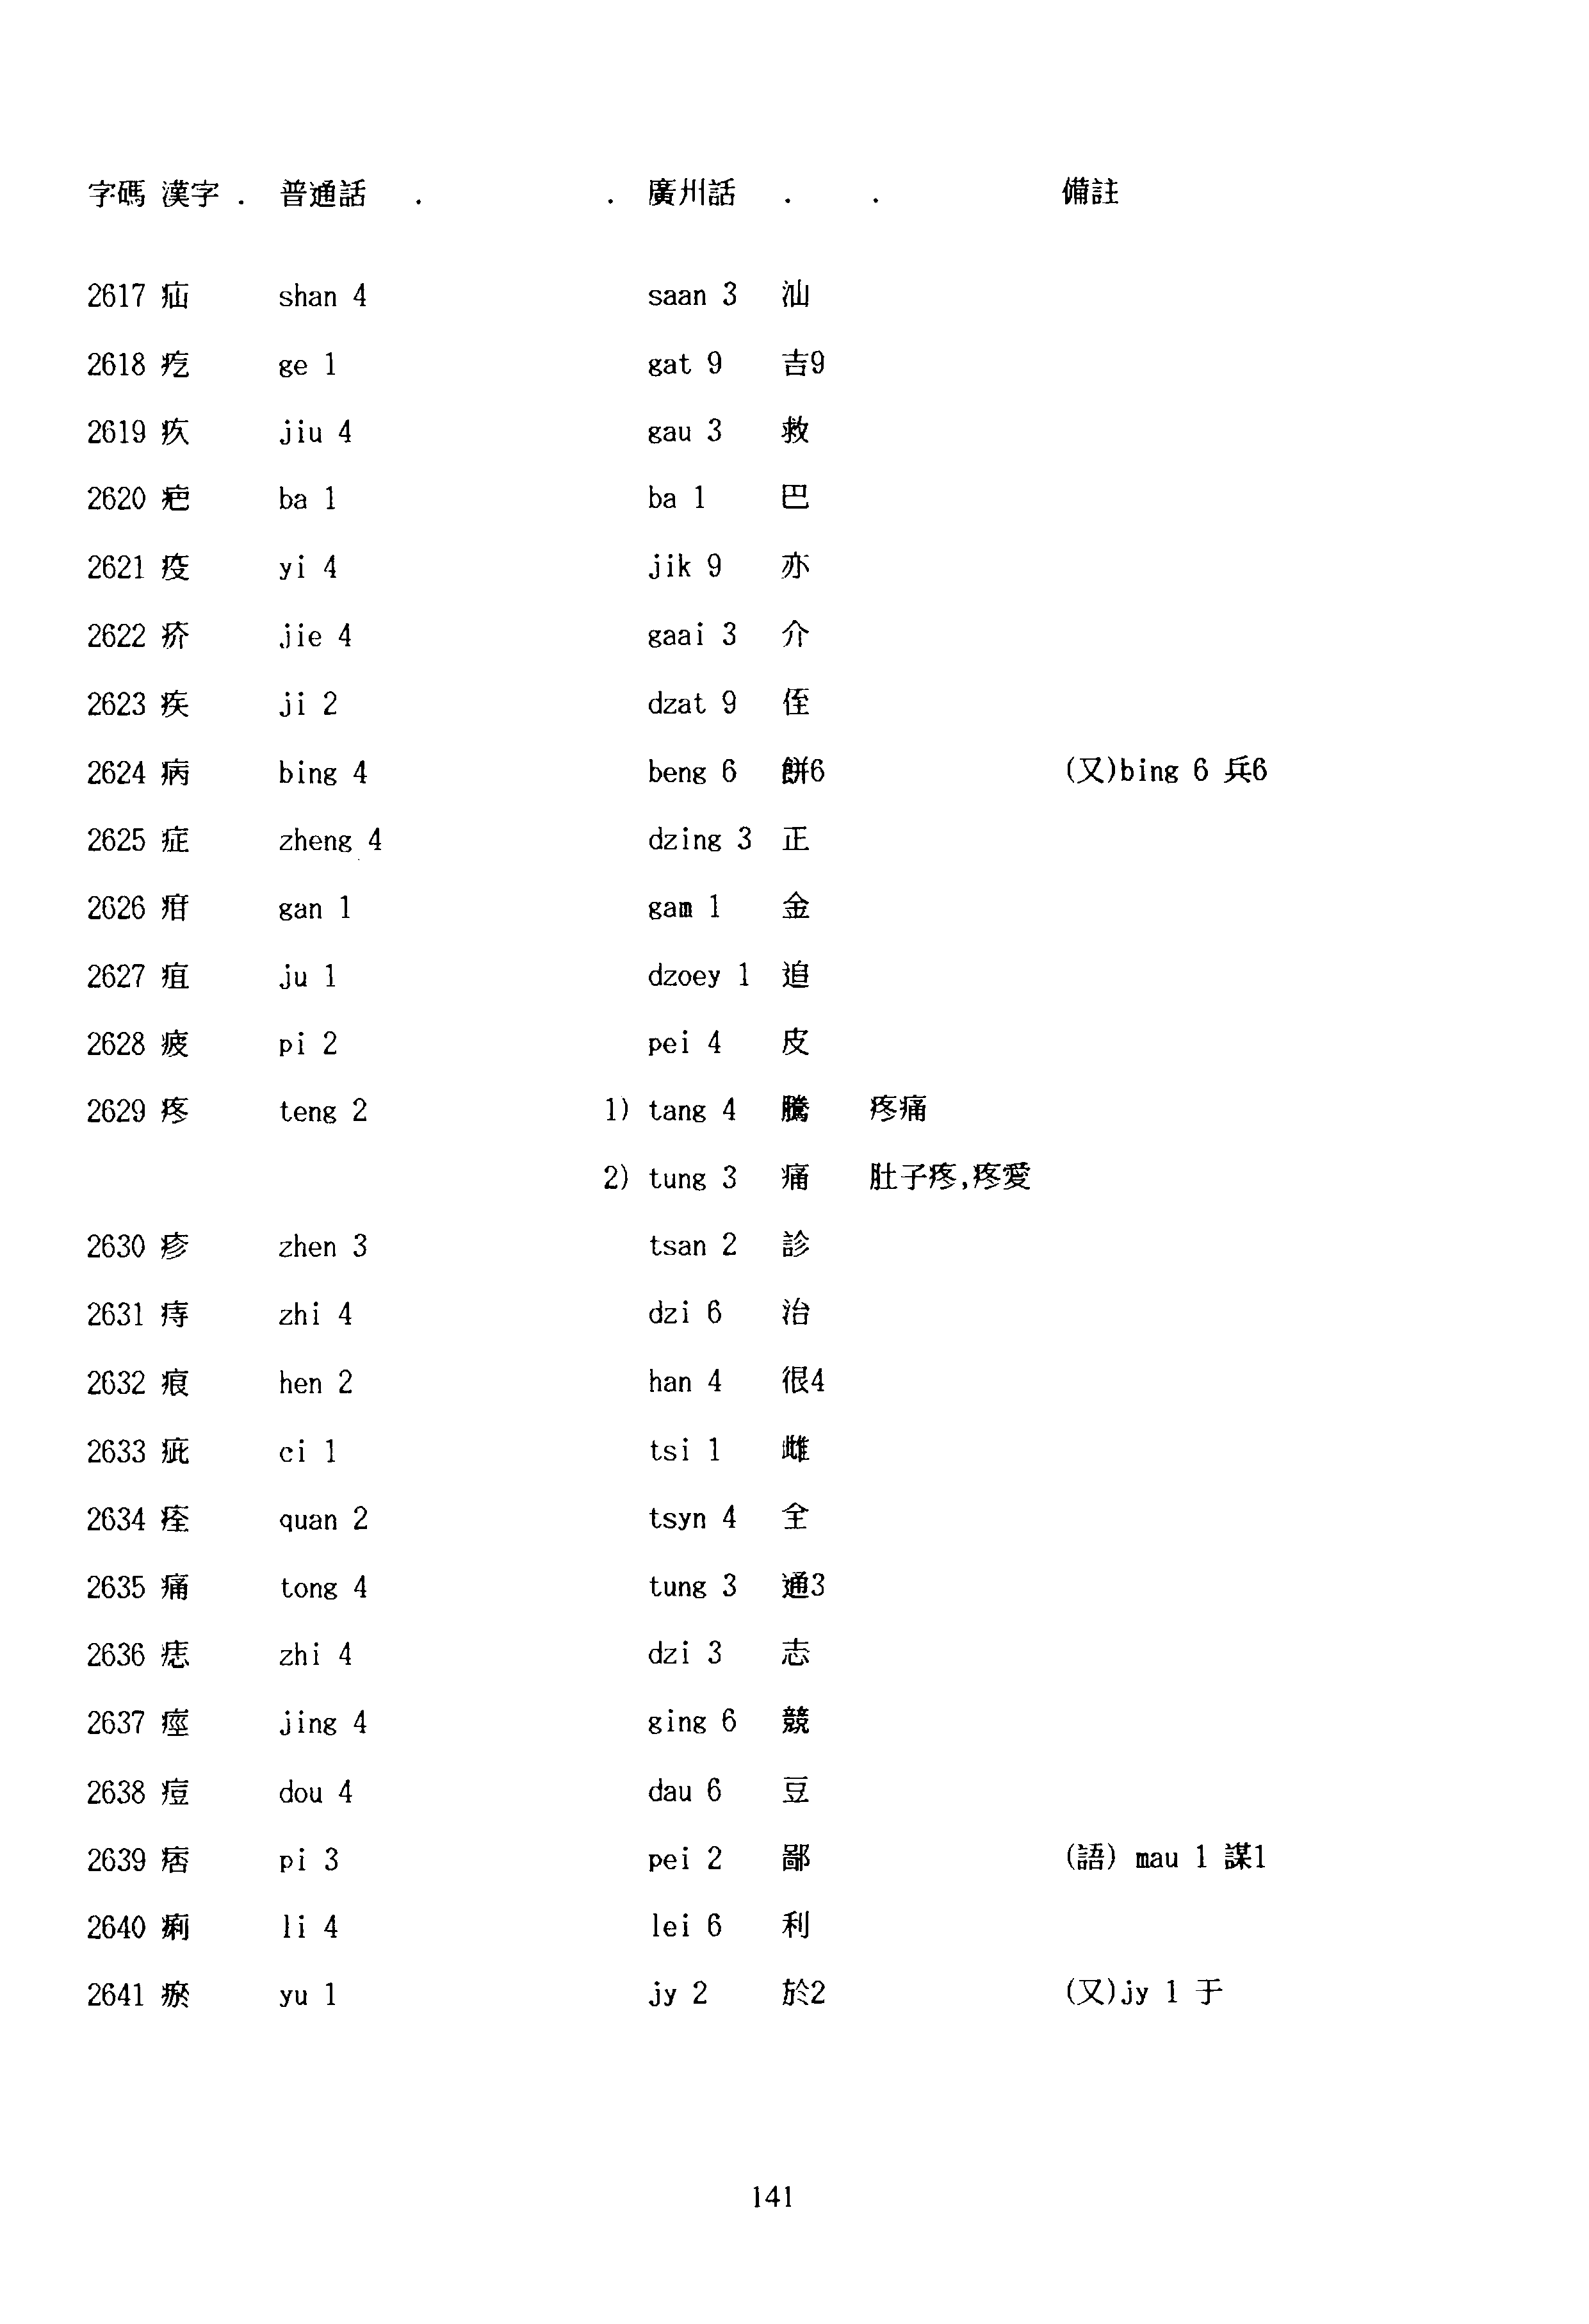 字碼 漢字 . 普通話 . . 廣州話 . . 備註
2617 疝 shan 4 saan 3 汕
2618 疙 ge 1 gat 9 吉9
2619 疚 jiu 4 gau 3 救
2620 疤 ba 1 ba 1 巴
2621 疫 yi 4 jik 9 亦
2622 疥 jie 4 gaai 3 介
2623 疾 ji 2 dzat 9 侄
2624 病 bing 4 beng 6 餅6 (又)bing 6 兵6
2625 症 zheng 4 dzing 3 正
2626 疳 gan 1 gam 1 金
2627 疽 ju 1 dzoey 1 追
2628 疲 pi 2 pei 4 皮
2629 疼 teng 2 1) tang 4 騰 疼痛
2) tung 3 痛 肚子疼,疼愛
2630 疹 zhen 3 tsan 2 診
2631 痔 zhi 4 dzi 6 治
2632 痕 hen 2 han 4 很4
2633 疵 ci 1 tsi 1 雌
2634 痊 quan 2 tsyn 4 全
2635 痛 tong 4 tung 3 通3
2636 痣 zhi 4 dzi 3 志
2637 痙 jing 4 ging 6 競
2638 痘 dou 4 dau 6 豆
2639 痞 pi 3 pei 2 鄙 (語) mau 1 謀1
2640 痢 li 4 lei 6 利
2641 瘀 yu 1 jy 2 於2 (又)jy 1 于
141